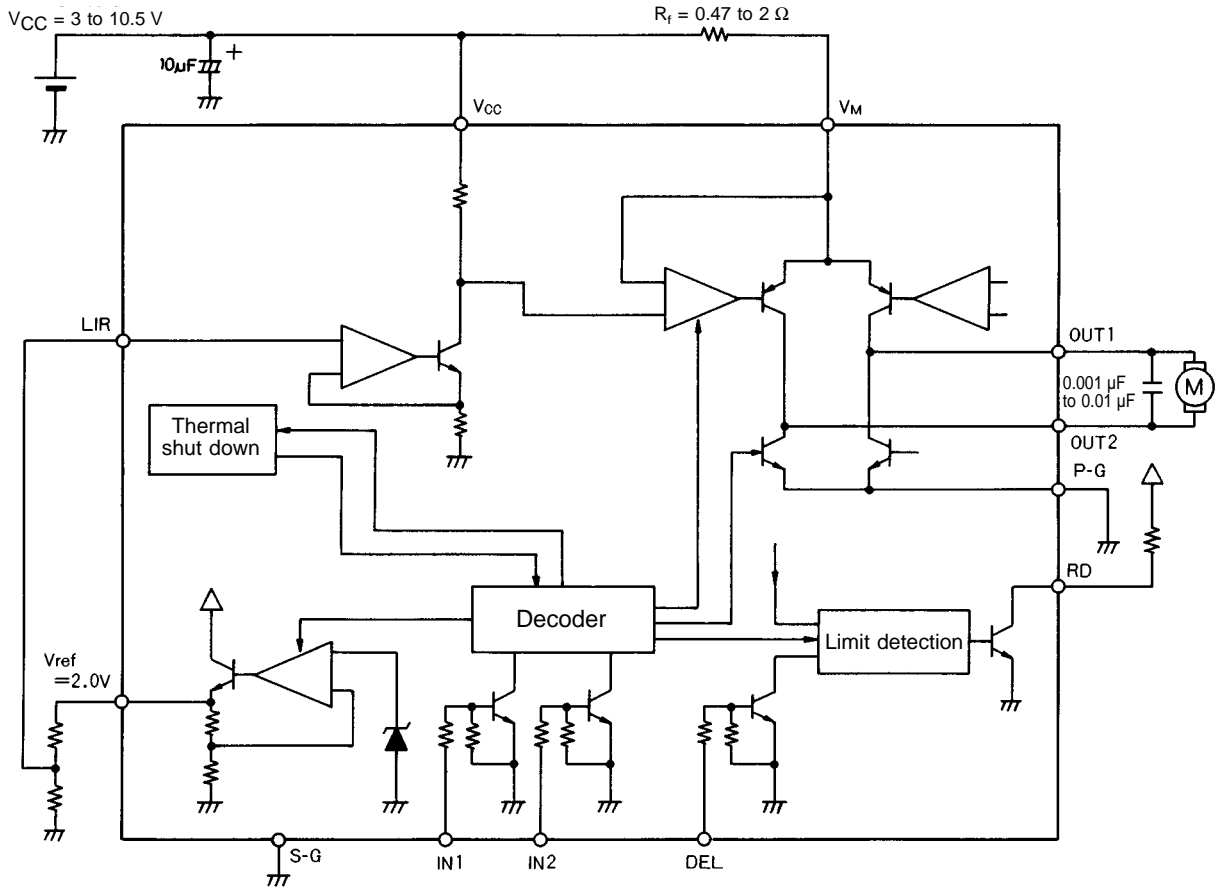 VCC = 3 to 10.5 V
Rf = 0.47 to 2 Ω
10µF
+
VCC
VM
LIR
OUT1
0.001 µF
to 0.01 µF
M
Thermal
shut down
OUT2
P-G
RD
Decoder
Limit detection
Vref
=2.0V
S-G
IN1
IN2
DEL